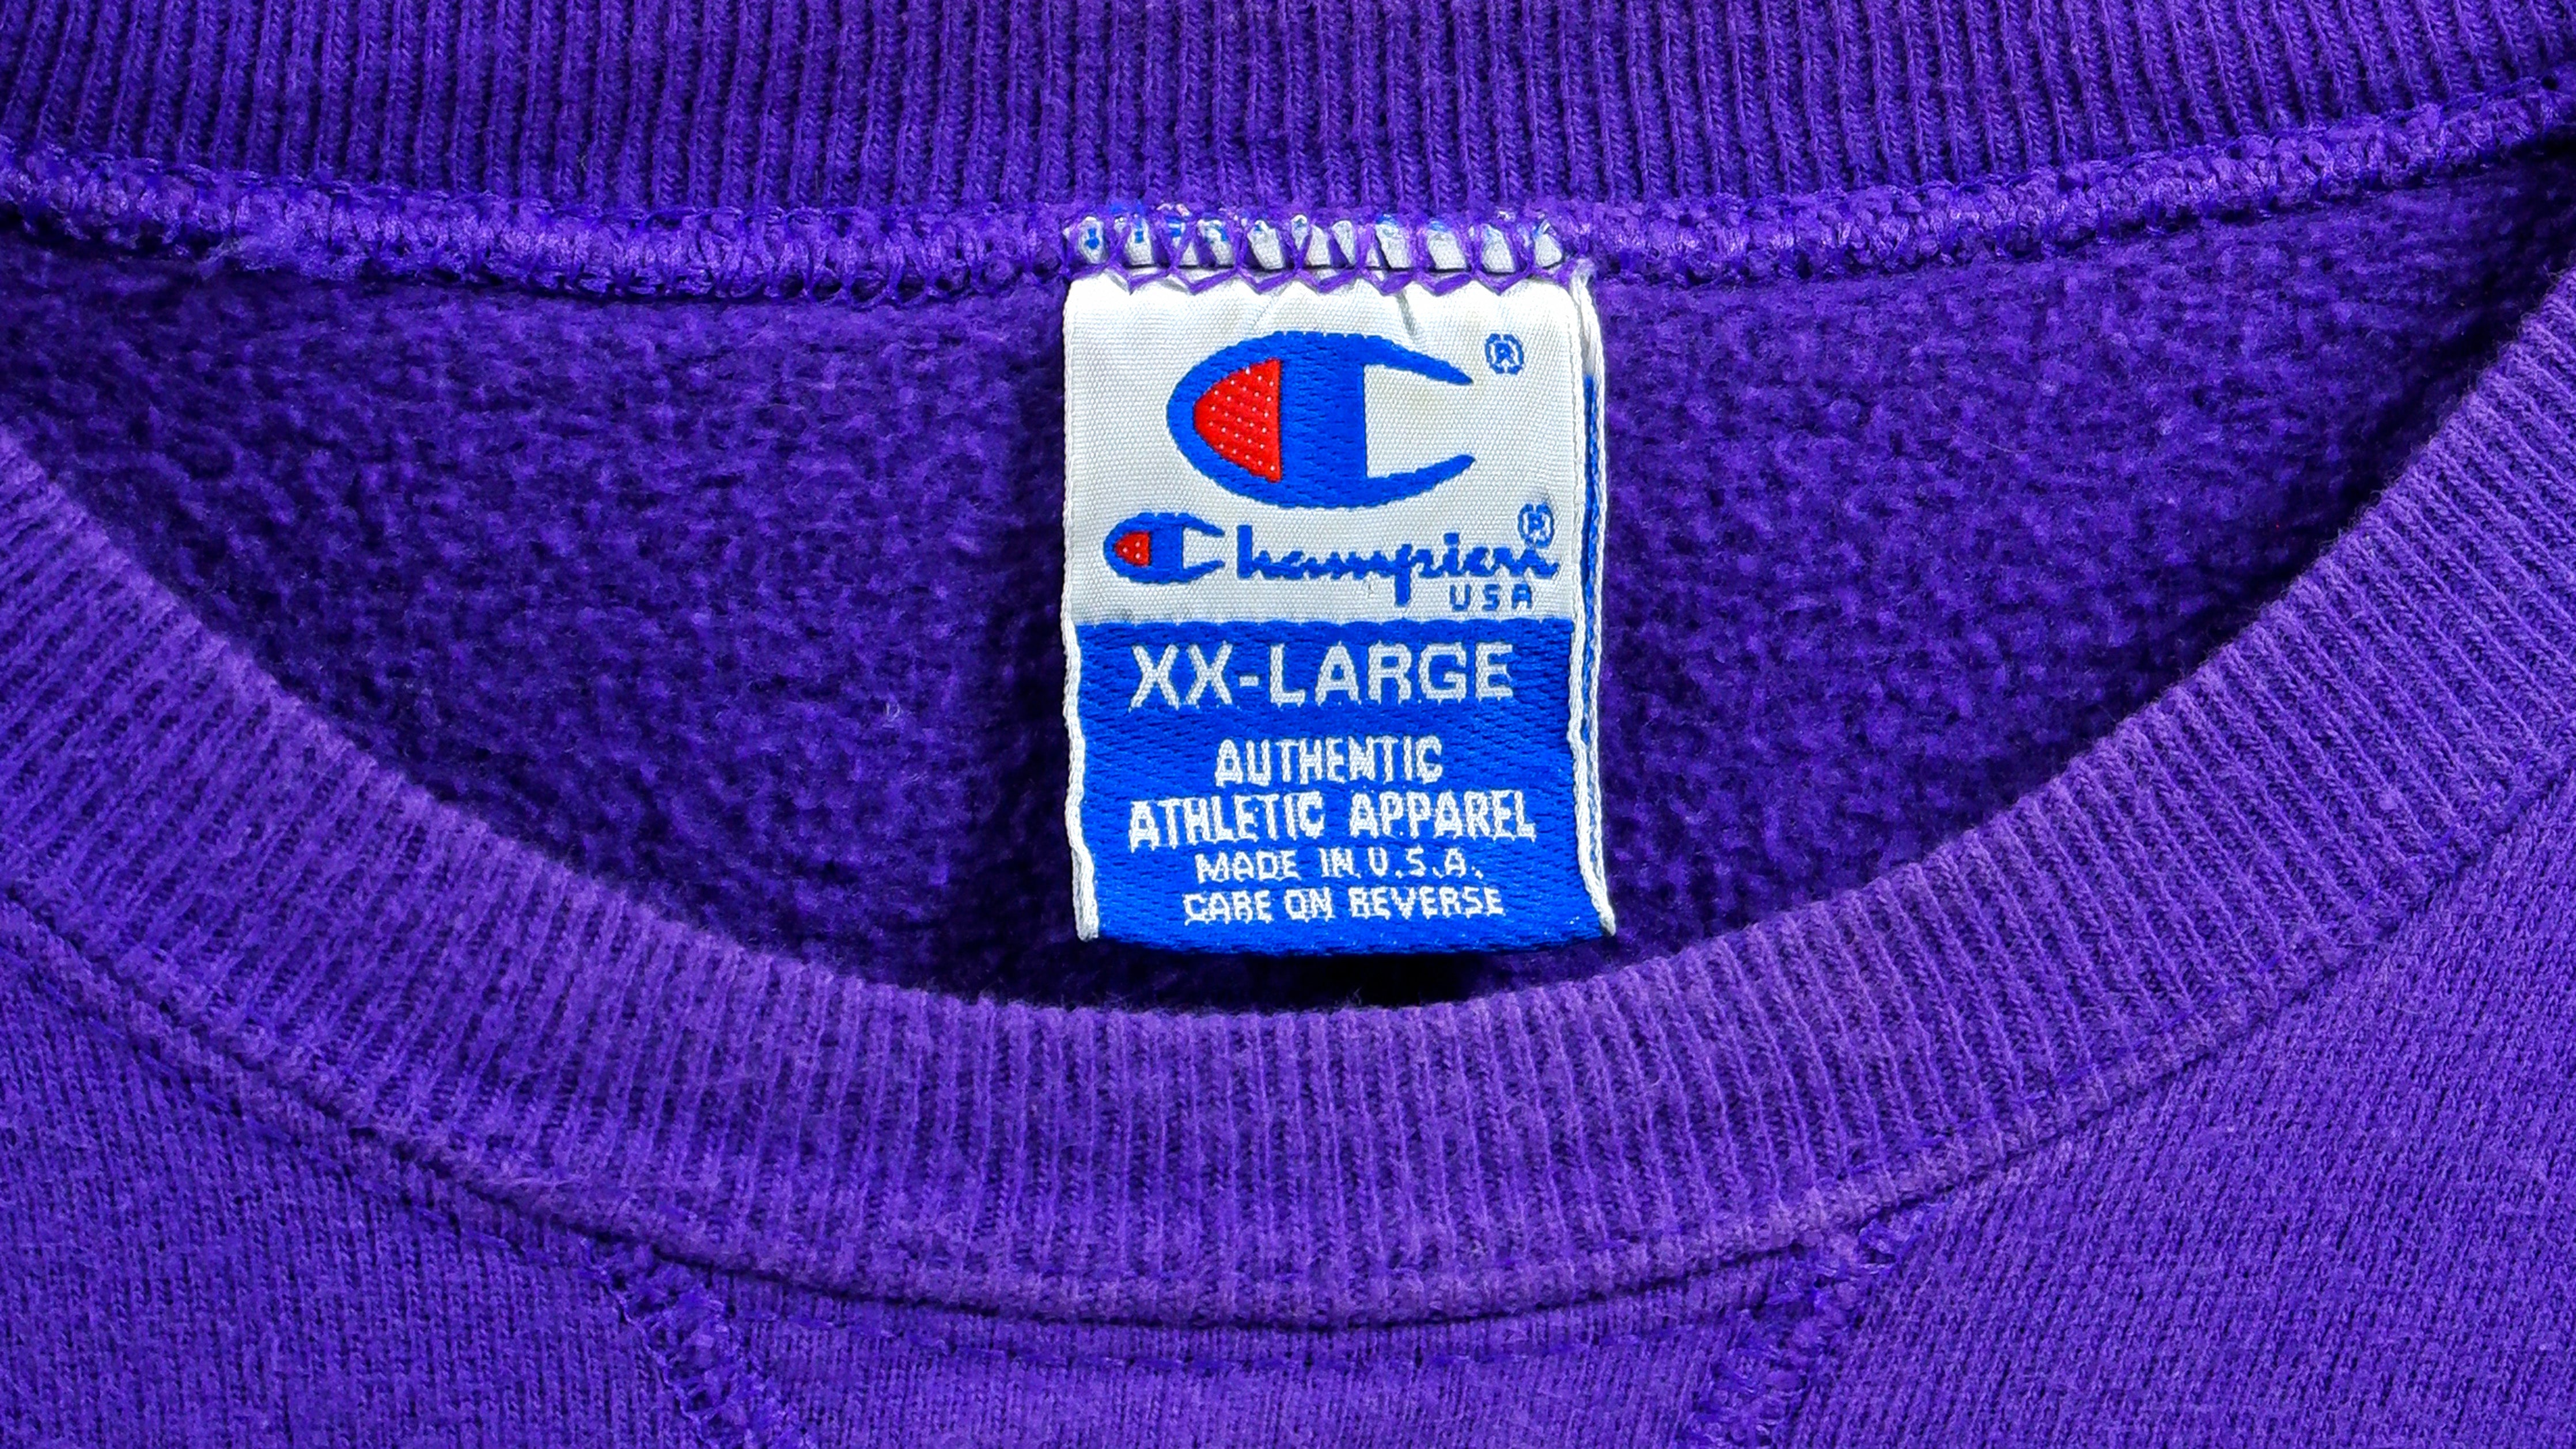 ®
Champion®
USA
XX-LARGE
AUTHENTIC
ATHLETIC APPAREL
MADE IN U.S.A.
CARE ON REVERSE